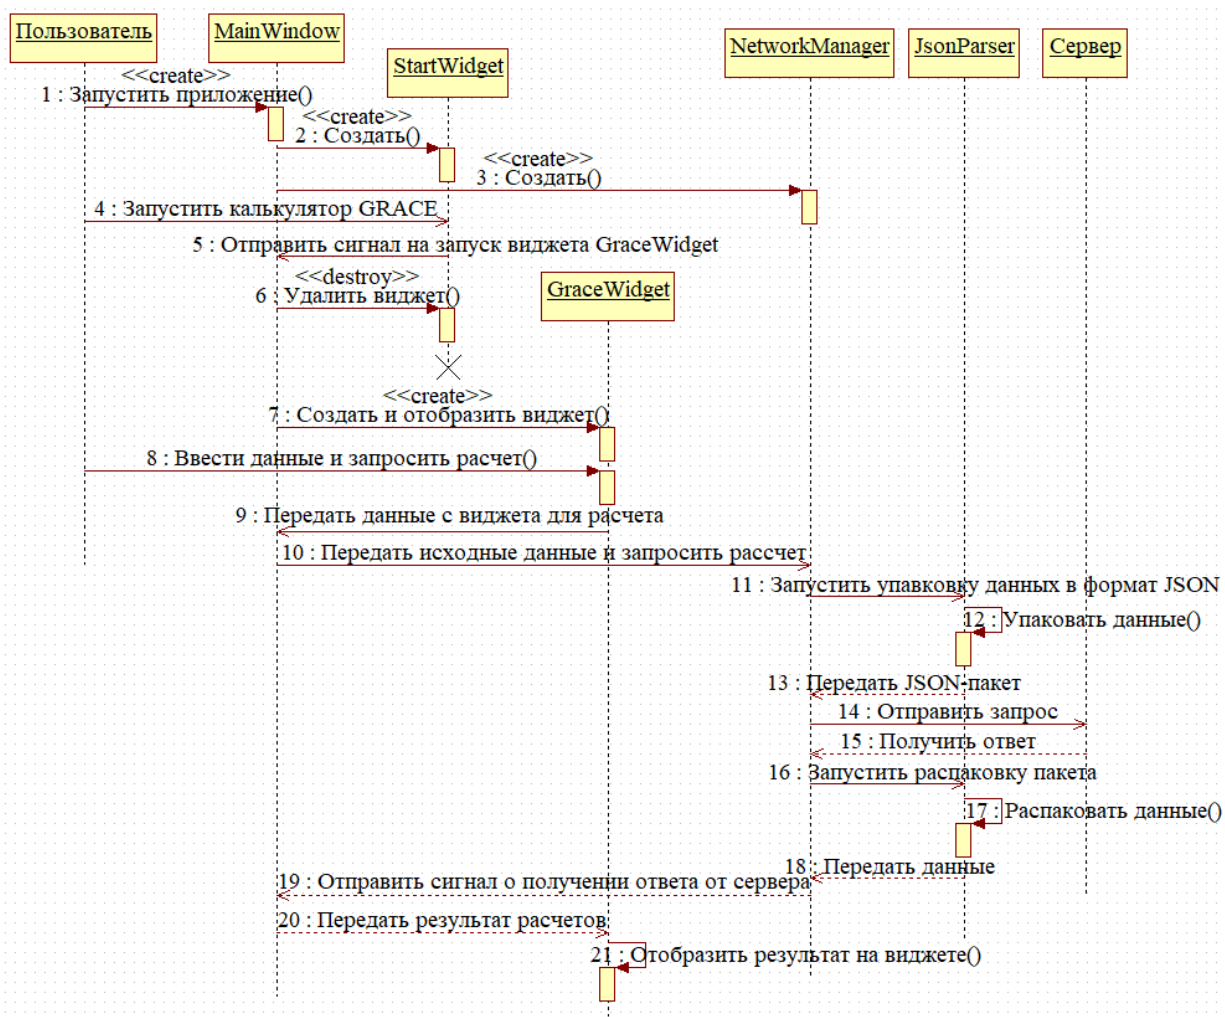 Пользователь
MainWindow
StartWidget
NetworkManager
JsonParser
Сервер
<<create>>
1 : Запустить приложение()
<<create>>
2 : Создать()
<<create>>
3 : Создать()
4 : Запустить калькулятор GRACE
5 : Отправить сигнал на запуск виджета GraceWidget
<<destroy>>
6 : Удалить виджет()
GraceWidget
<<create>>
7 : Создать и отобразить виджет()
8 : Ввести данные и запросить расчет()
9 : Передать данные с виджета для расчета
10 : Передать исходные данные и запросить рассчет
11 : Запустить упавковку данных в формат JSON
12 : Упаковать данные()
13 : Передать JSON-пакет
14 : Отправить запрос
15 : Получить ответ
16 : Запустить распаковку пакета
17 : Распаковать данные()
18 : Передать данные
19 : Отправить сигнал о получении ответа от сервера
20 : Передать результат расчетов
21 : Отобразить результат на виджете()